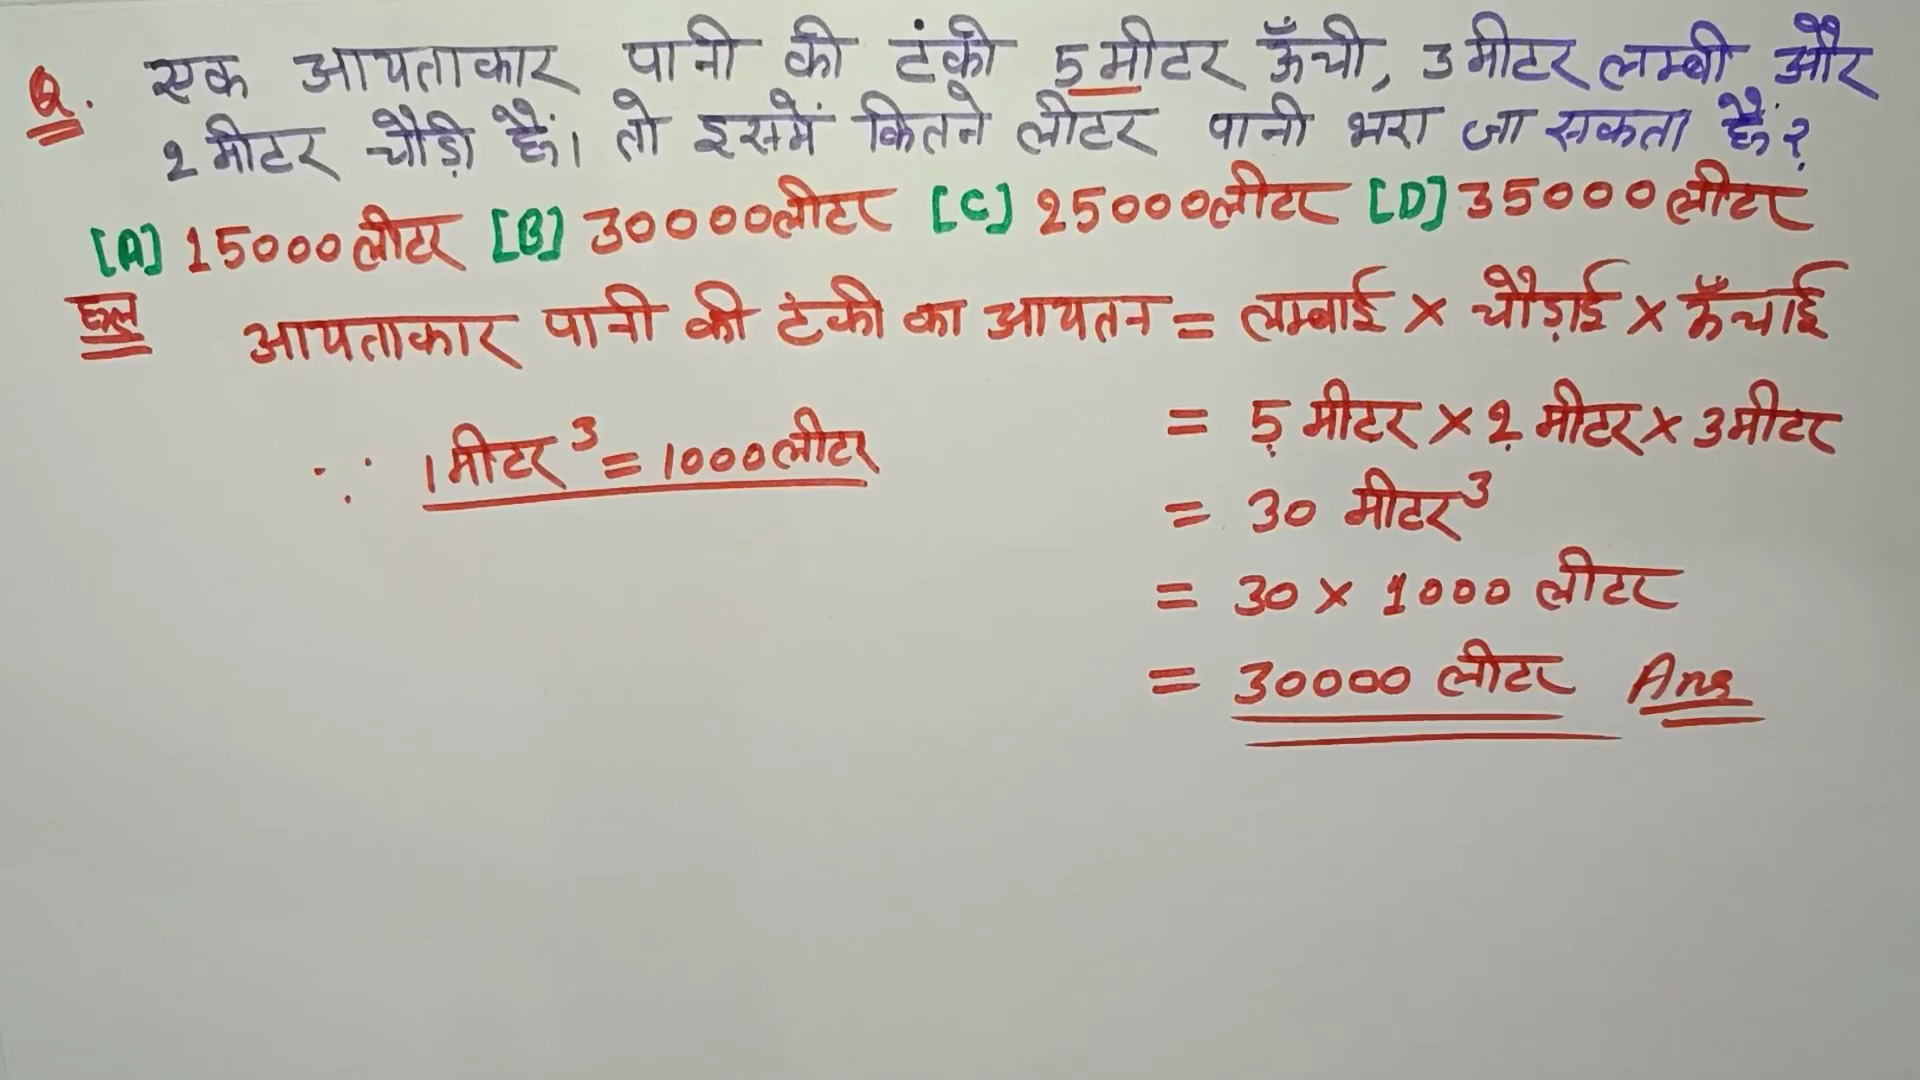 Q. एक आयताकार पानी की टंकी 5 मीटर ऊँची, 3 मीटर लम्बी और
2 मीटर चौड़ी हैं। तो इसमें कितने लीटर पानी भरा जा सकता हैं?
[A] 15000 लीटर [B] 30000 लीटर [C] 25000 लीटर [D] 35000 लीटर
हल आयताकार पानी की टंकी का आयतन = लम्बाई × चौड़ाई × ऊँचाई
= 5 मीटर × 2 मीटर × 3 मीटर
∵ 1 मीटर³ = 1000 लीटर
= 30 मीटर³
= 30 × 1000 लीटर
= 30000 लीटर Ans